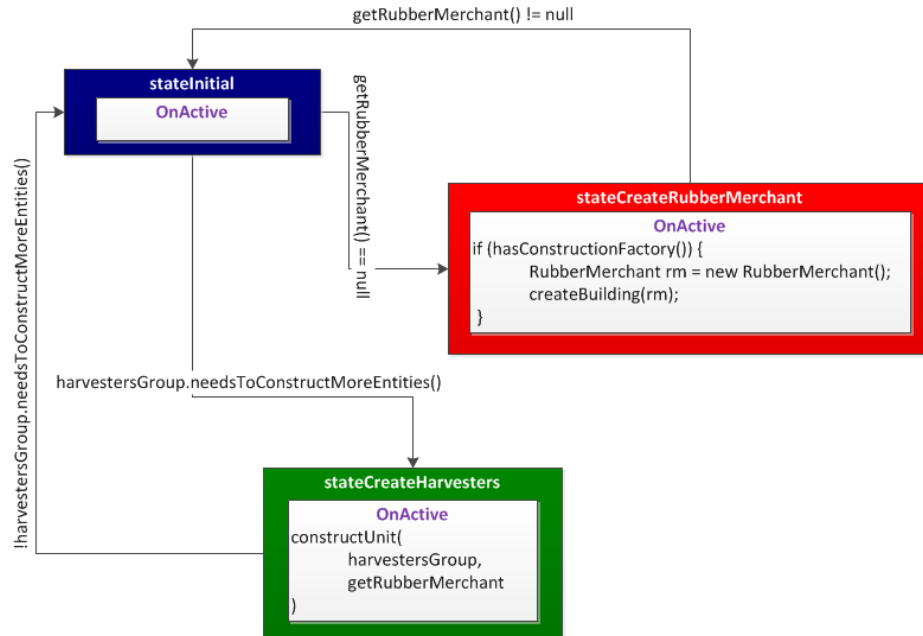 getRubberMerchant() != null
stateInitial
OnActive
getRubberMerchant() == null
!harvestersGroup.needsToConstructMoreEntities()
stateCreateRubberMerchant
OnActive
if (hasConstructionFactory()) {
RubberMerchant rm = new RubberMerchant();
createBuilding(rm);
}
harvestersGroup.needsToConstructMoreEntities()
stateCreateHarvesters
OnActive
constructUnit(
harvestersGroup,
getRubberMerchant
)